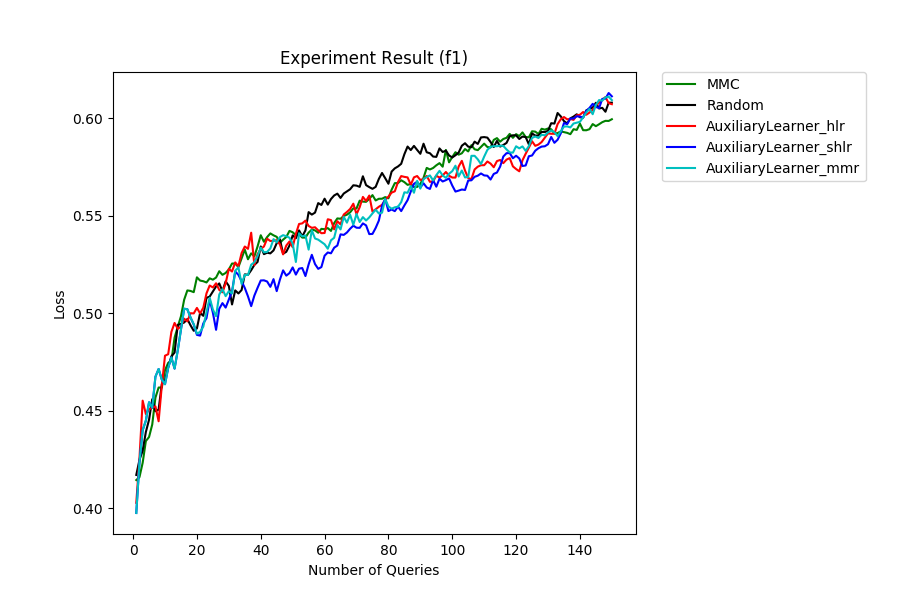 Experiment Result (f1)
MMC
Random
AuxiliaryLearner_hlr
AuxiliaryLearner_shlr
AuxiliaryLearner_mmr
Loss
0.60
0.55
0.50
0.45
0.40
0 20 40 60 80 100 120 140
Number of Queries